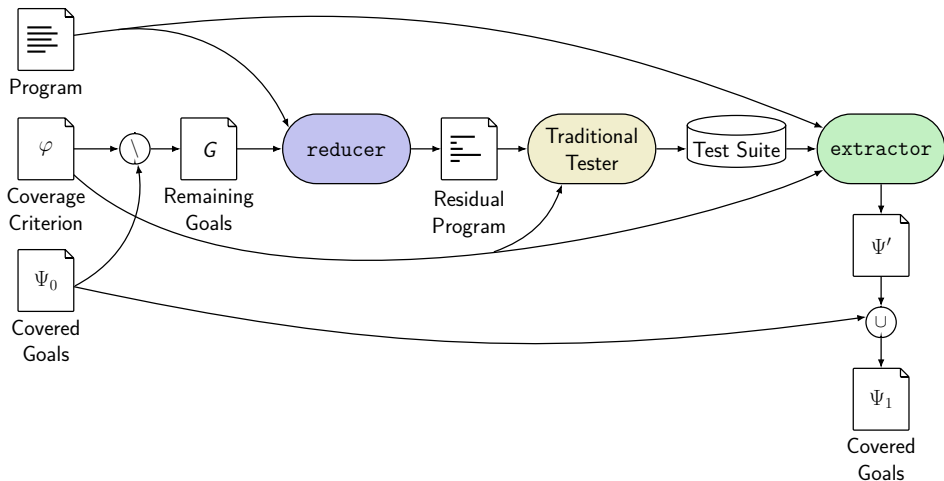 Program
φ
\
G
reducer
Traditional
Tester
Test Suite
extractor
Coverage
Criterion
Remaining
Goals
Residual
Program
Ψ₀
Ψ′
Covered
Goals
∪
Ψ₁
Covered
Goals